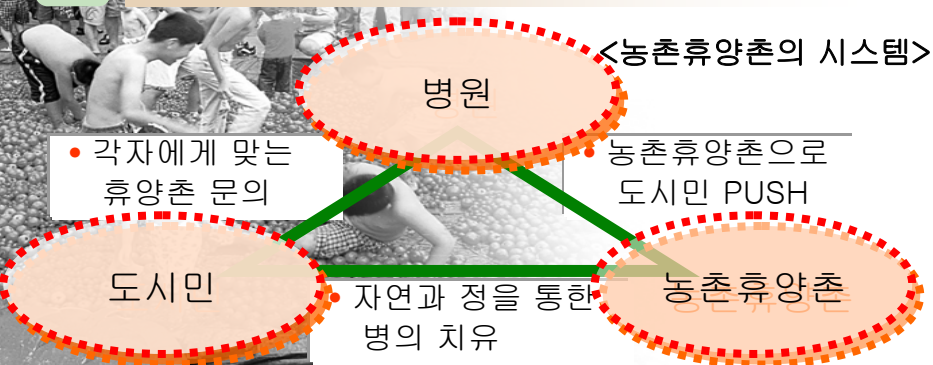 <농촌휴양촌의 시스템>
병원
• 각자에게 맞는
휴양촌 문의
• 농촌휴양촌으로
도시민 PUSH
도시민
농촌휴양촌
• 자연과 정을 통한
병의 치유